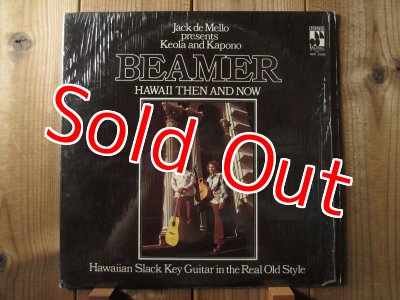 Jack de Mello
presents
Keola and Kapono
BEAMER
HAWAII THEN AND NOW
STEREO
Sold Out
Hawaiian Slack Key Guitar in the Real Old Style